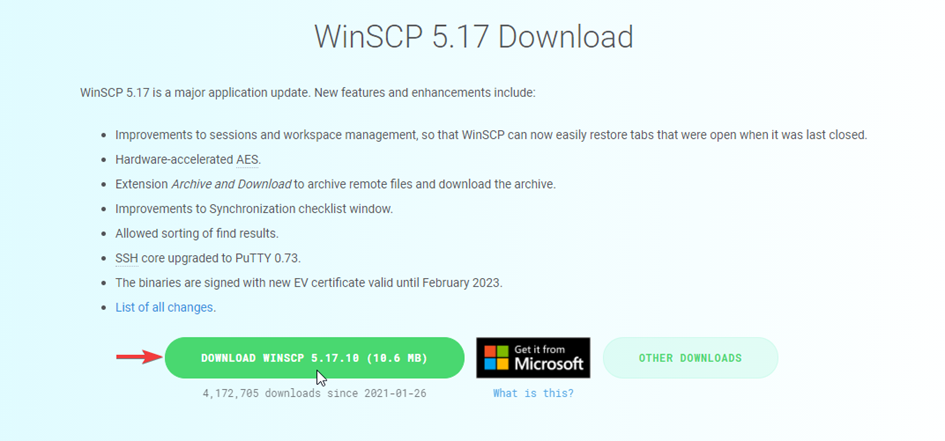 WinSCP 5.17 Download
WinSCP 5.17 is a major application update. New features and enhancements include:
Improvements to sessions and workspace management, so that WinSCP can now easily restore tabs that were open when it was last closed.
Hardware-accelerated AES.
Extension Archive and Download to archive remote files and download the archive.
Improvements to Synchronization checklist window.
Allowed sorting of find results.
SSH core upgraded to PuTTY 0.73.
The binaries are signed with new EV certificate valid until February 2023.
List of all changes.
DOWNLOAD WINSCP 5.17.10 (10.6 MB)
Get it from
Microsoft
OTHER DOWNLOADS
4,172,705 downloads since 2021-01-26
What is this?